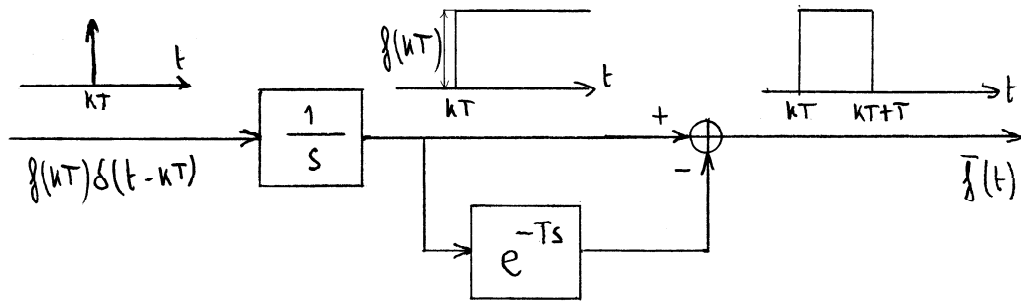 t
kT
f(kT)δ(t-kT)
1
s
f(kT)
t
kT
+
-
e^-Ts
t
kT
kT+T
f̄(t)